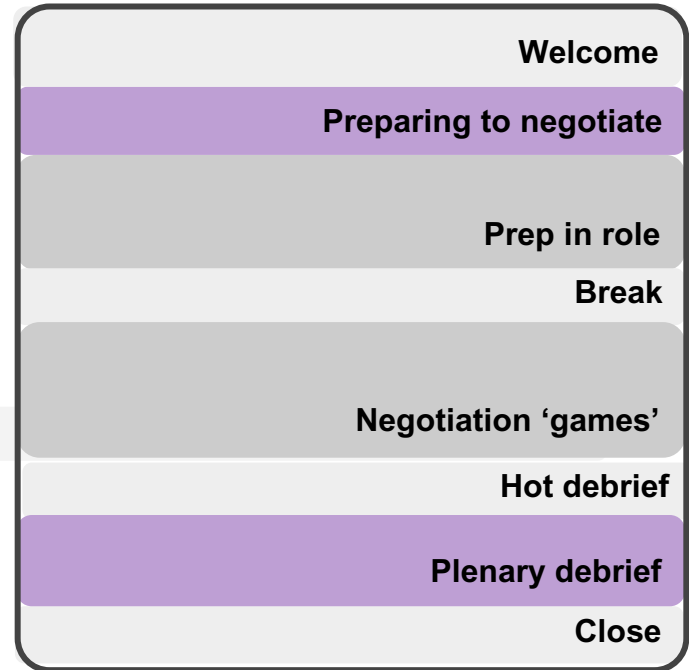 Welcome
Preparing to negotiate
Prep in role
Break
Negotiation ‘games’
Hot debrief
Plenary debrief
Close